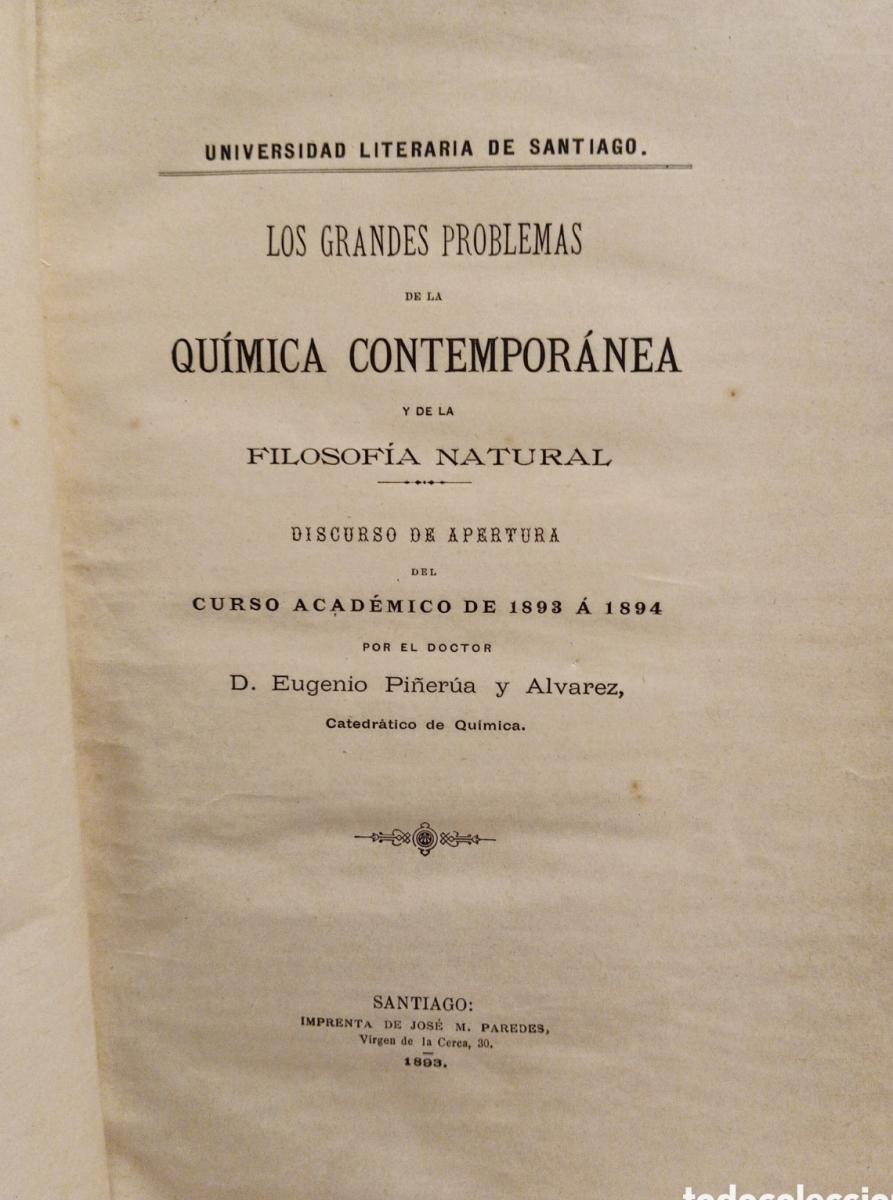 UNIVERSIDAD LITERARIA DE SANTIAGO.
LOS GRANDES PROBLEMAS
DE LA
QUÍMICA CONTEMPORÁNEA
Y DE LA
FILOSOFÍA NATURAL
DISCURSO DE APERTURA
DEL
CURSO ACADÉMICO DE 1893 Á 1894
POR EL DOCTOR
D. Eugenio Piñerúa y Alvarez,
Catedrático de Química.
SANTIAGO:
IMPRENTA DE JOSÉ M. PAREDES,
Virgen de la Cerca, 30.
1893.